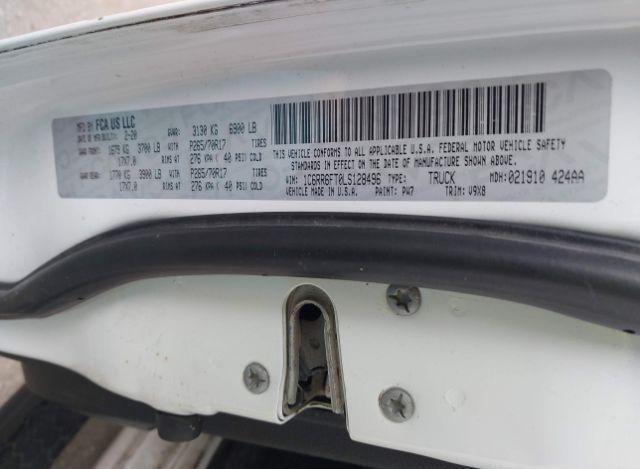 MFD BY FCA US LLC
DATE OF MFR 2-20 GVWR: 3130 KG 6900 LB
GAWR FRONT 1679 KG 3700 LB WITH P265/70R17
17X7.0 RIMS AT 276 KPA ( 40 PSI) COLD
GAWR REAR 1770 KG 3900 LB WITH P265/70R17
17X7.0 RIMS AT 276 KPA ( 40 PSI) COLD
THIS VEHICLE CONFORMS TO ALL APPLICABLE U.S.A. FEDERAL MOTOR VEHICLE SAFETY
STANDARDS IN EFFECT ON THE DATE OF MANUFACTURE SHOWN ABOVE.
VIN: 1C6RR6FT0LS128496 TYPE: TRUCK MDH: 021910 424AA
VEHICLE MADE IN U.S.A. PAINT: PW7 TRIM: V9X8